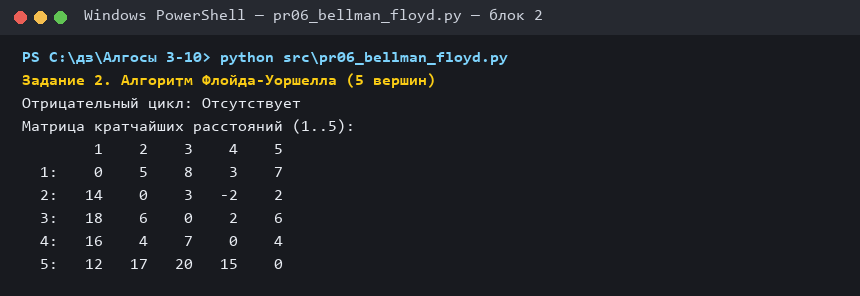 Windows PowerShell — pr06_bellman_floyd.py — блок 2
PS C:\дз\Алгосы 3-10> python src\pr06_bellman_floyd.py
Задание 2. Алгоритм Флойда-Уоршелла (5 вершин)
Отрицательный цикл: Отсутствует
Матрица кратчайших расстояний (1..5):
1 2 3 4 5
1: 0 5 8 3 7
2: 14 0 3 -2 2
3: 18 6 0 2 6
4: 16 4 7 0 4
5: 12 17 20 15 0